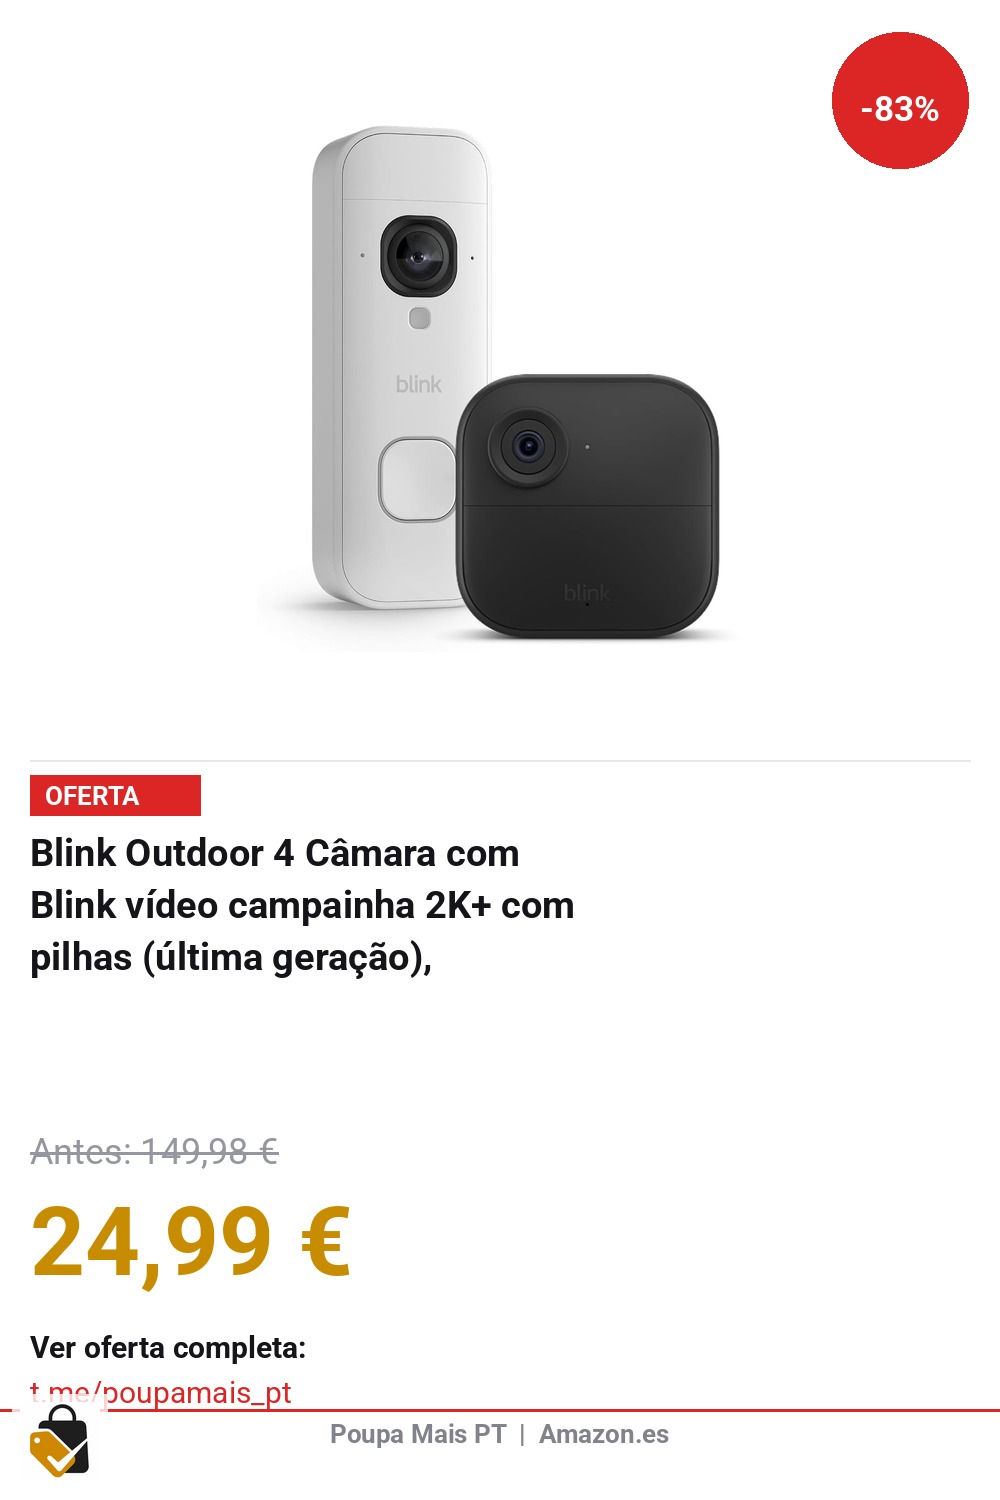 -83%
blink
blink
OFERTA
Blink Outdoor 4 Câmara com
Blink vídeo campainha 2K+ com
pilhas (última geração),
Antes: 149,98 €
24,99 €
Ver oferta completa:
t.me/poupamais_pt
Poupa Mais PT | Amazon.es